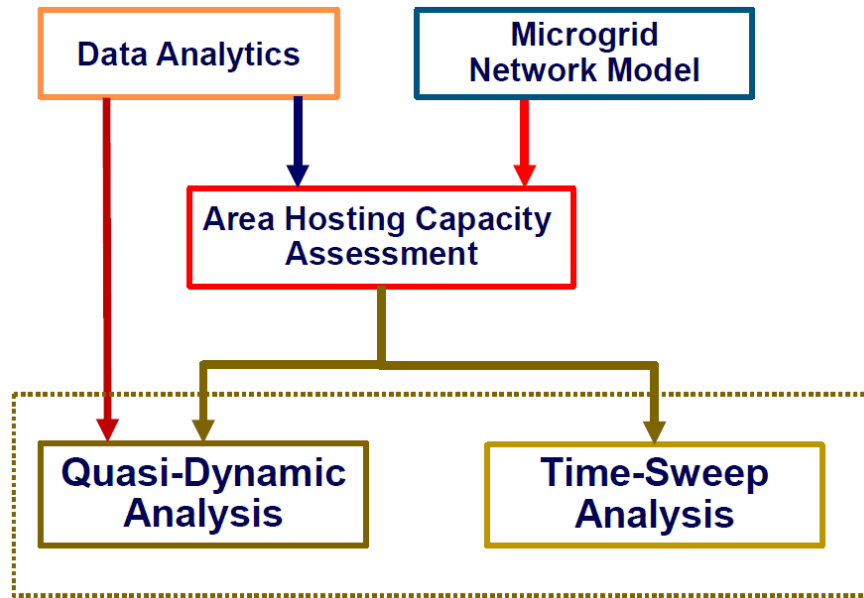 Data Analytics
Microgrid
Network Model
Area Hosting Capacity
Assessment
Quasi-Dynamic
Analysis
Time-Sweep
Analysis